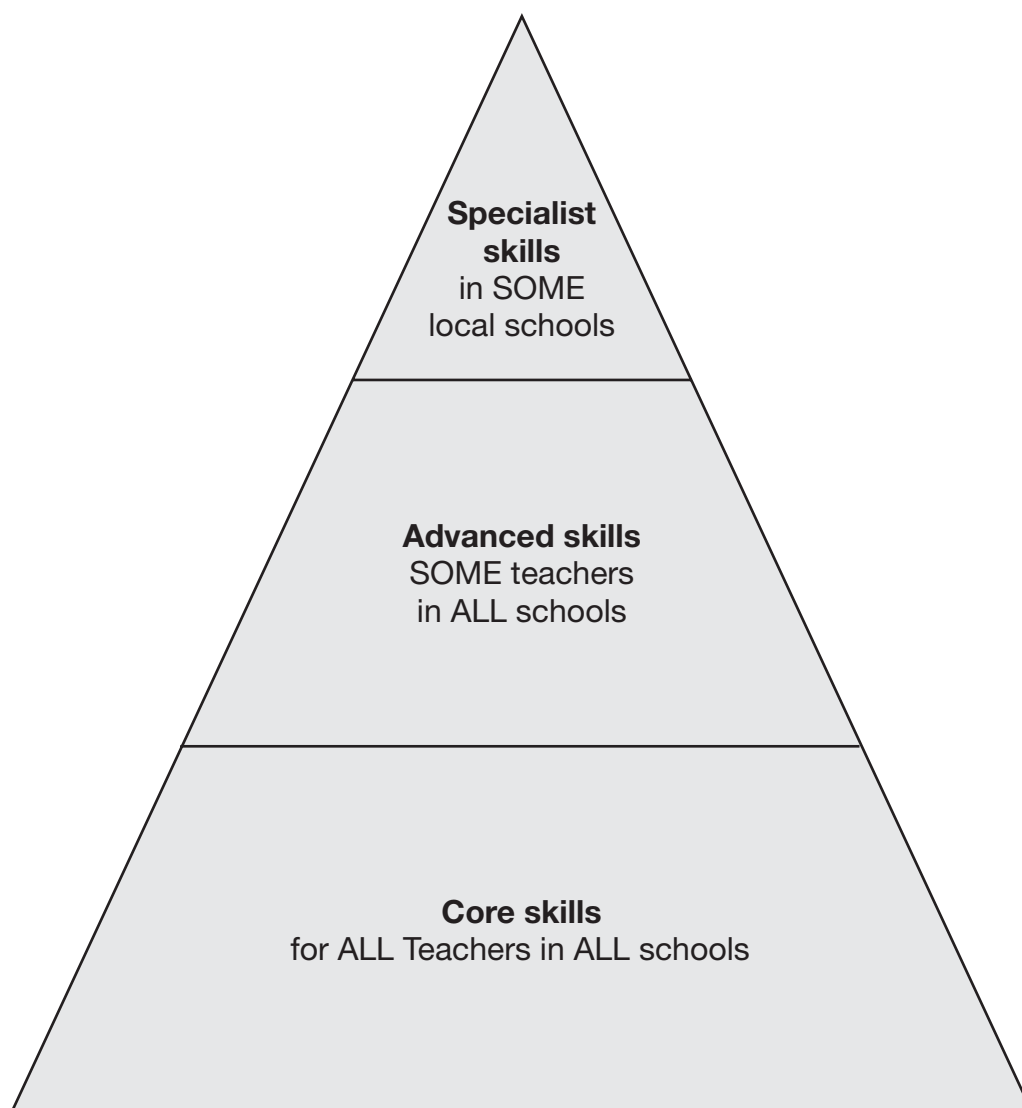 Specialist
skills
in SOME
local schools
Advanced skills
SOME teachers
in ALL schools
Core skills
for ALL Teachers in ALL schools